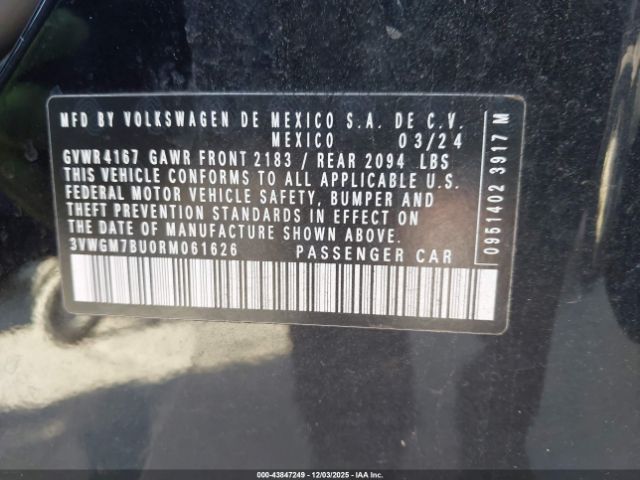 MFD BY VOLKSWAGEN DE MEXICO S.A. DE C.V.
MEXICO 03/24
GVWR4167 GAWR FRONT 2183 / REAR 2094 LBS
THIS VEHICLE CONFORMS TO ALL APPLICABLE U.S.
FEDERAL MOTOR VEHICLE SAFETY, BUMPER AND
THEFT PREVENTION STANDARDS IN EFFECT ON
THE DATE OF MANUFACTURE SHOWN ABOVE.
3VWGM7BU0RM061626 PASSENGER CAR
0951402 3917 M
000-43847249 - 12/03/2025 - IAA Inc.